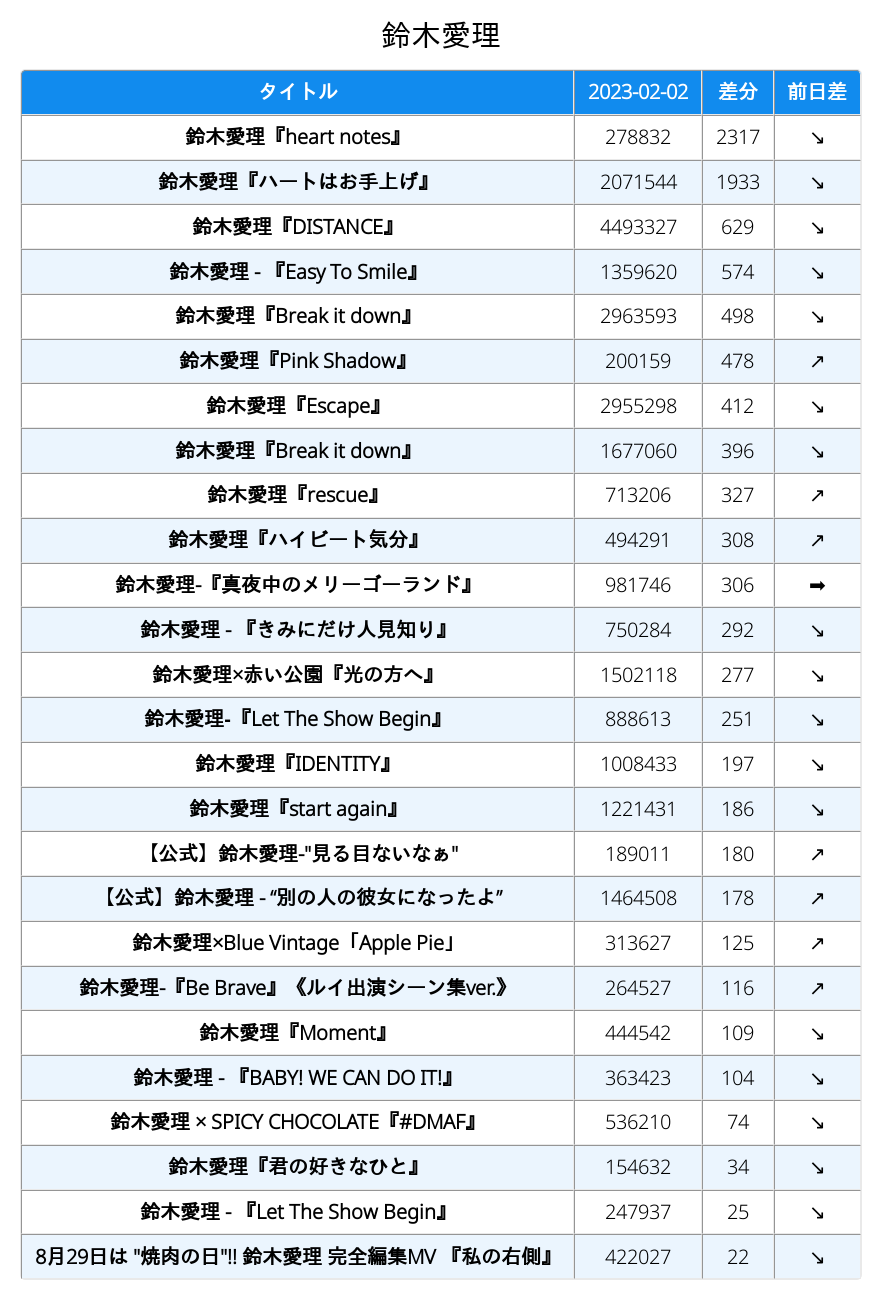 鈴木愛理
タイトル 2023-02-02 差分 前日差
鈴木愛理『heart notes』 278832 2317 ↘
鈴木愛理『ハートはお手上げ』 2071544 1933 ↘
鈴木愛理『DISTANCE』 4493327 629 ↘
鈴木愛理 - 『Easy To Smile』 1359620 574 ↘
鈴木愛理『Break it down』 2963593 498 ↘
鈴木愛理『Pink Shadow』 200159 478 ↗
鈴木愛理『Escape』 2955298 412 ↘
鈴木愛理『Break it down』 1677060 396 ↘
鈴木愛理『rescue』 713206 327 ↗
鈴木愛理『ハイビート気分』 494291 308 ↗
鈴木愛理-『真夜中のメリーゴーランド』 981746 306 ➡
鈴木愛理 - 『きみにだけ人見知り』 750284 292 ↘
鈴木愛理×赤い公園『光の方へ』 1502118 277 ↘
鈴木愛理-『Let The Show Begin』 888613 251 ↘
鈴木愛理『IDENTITY』 1008433 197 ↘
鈴木愛理『start again』 1221431 186 ↘
【公式】鈴木愛理-"見る目ないなぁ" 189011 180 ↗
【公式】鈴木愛理 - “別の人の彼女になったよ” 1464508 178 ↗
鈴木愛理×Blue Vintage「Apple Pie」 313627 125 ↗
鈴木愛理-『Be Brave』《ルイ出演シーン集ver.》 264527 116 ↗
鈴木愛理『Moment』 444542 109 ↘
鈴木愛理 - 『BABY! WE CAN DO IT!』 363423 104 ↘
鈴木愛理 × SPICY CHOCOLATE『#DMAF』 536210 74 ↘
鈴木愛理『君の好きなひと』 154632 34 ↘
鈴木愛理 - 『Let The Show Begin』 247937 25 ↘
8月29日は "焼肉の日"!! 鈴木愛理 完全編集MV 『私の右側』 422027 22 ↘